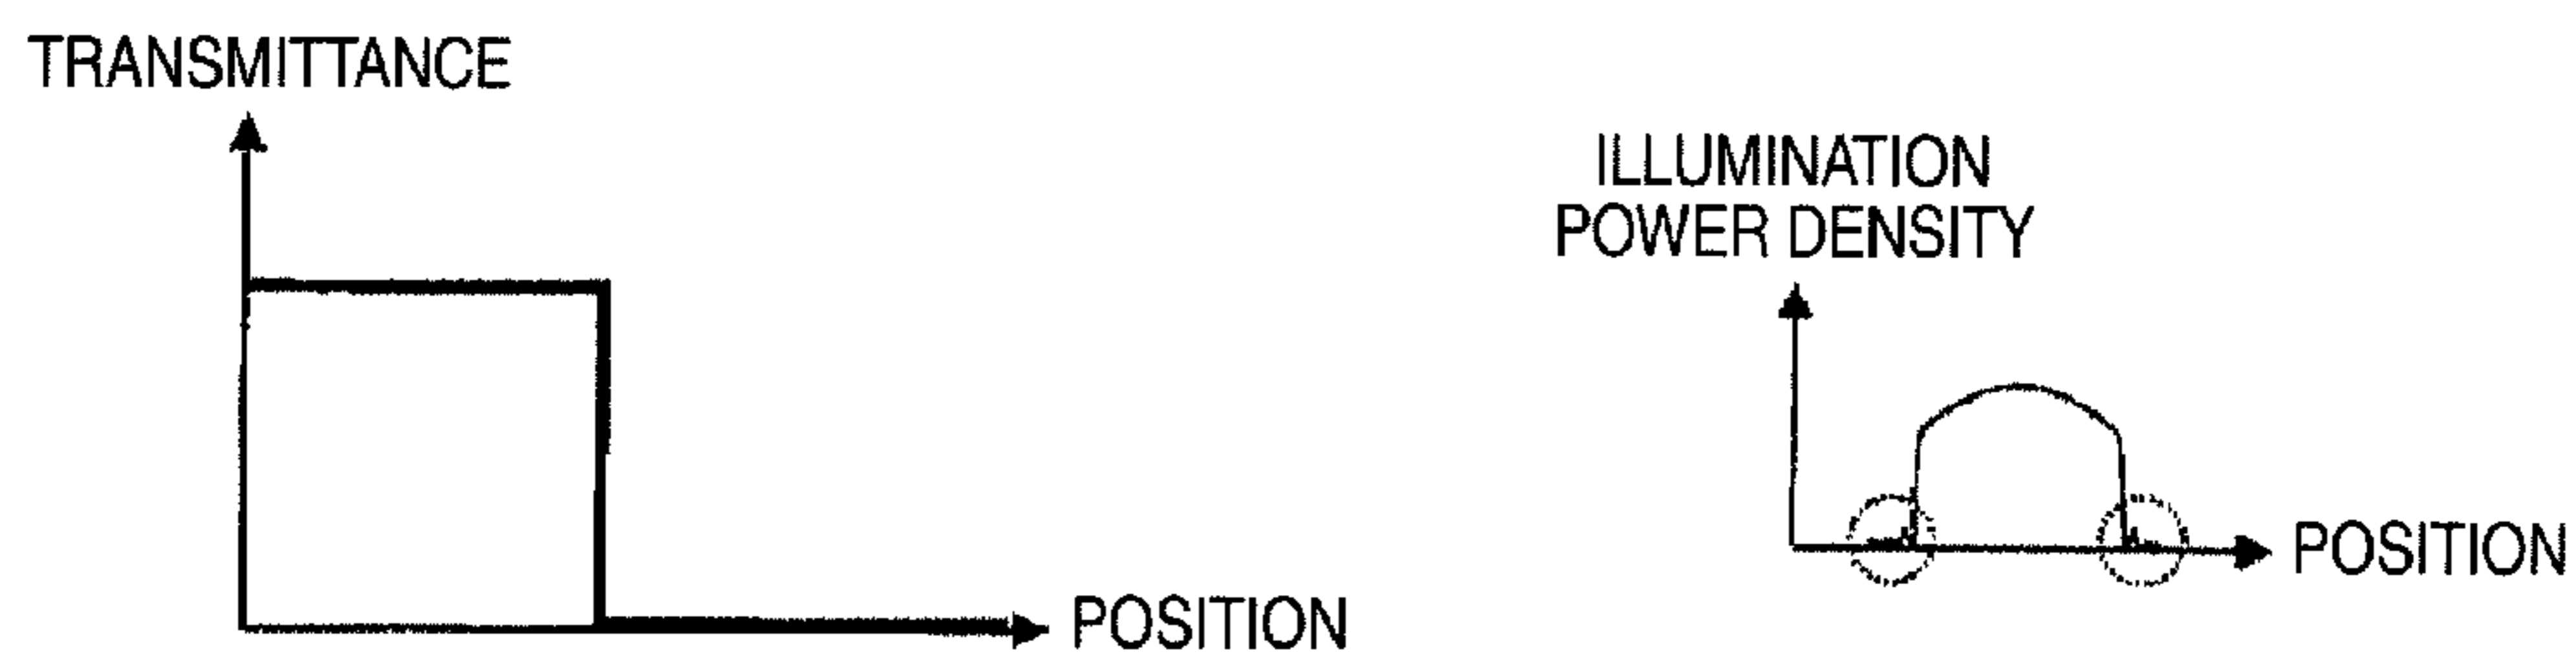 TRANSMITTANCE
POSITION
ILLUMINATION
POWER DENSITY
POSITION